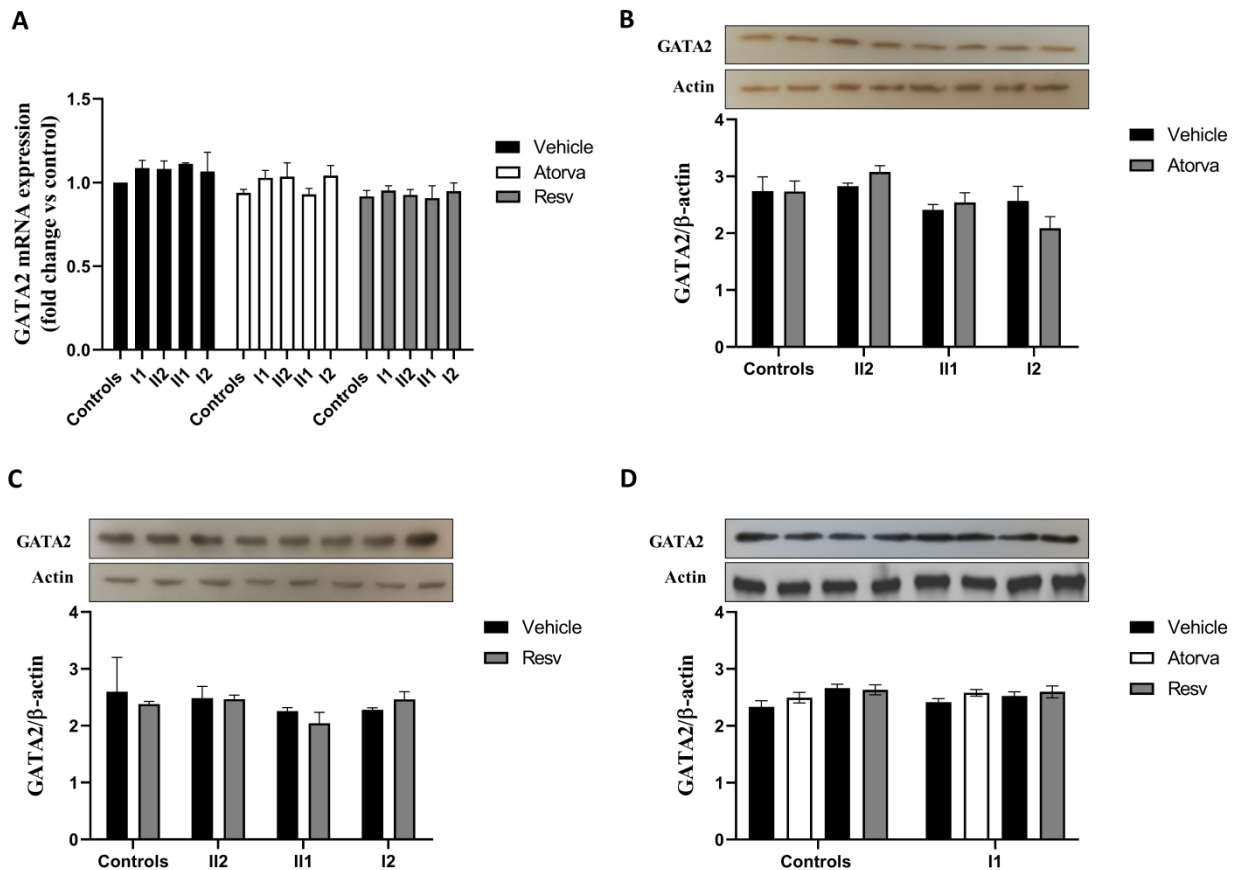 A
GATA2 mRNA expression
(fold change vs control)
1.5
1.0
0.5
0.0
Controls I1 II2 II1 I2 Controls I1 II2 II1 I2 Controls I1 II2 II1 I2
Vehicle
Atorva
Resv
B
GATA2
Actin
GATA2/β-actin
4
3
2
1
0
Controls II2 II1 I2
Vehicle
Atorva
C
GATA2
Actin
GATA2/β-actin
4
3
2
1
0
Controls II2 II1 I2
Vehicle
Resv
D
GATA2
Actin
GATA2/β-actin
4
3
2
1
0
Controls I1
Vehicle
Atorva
Resv